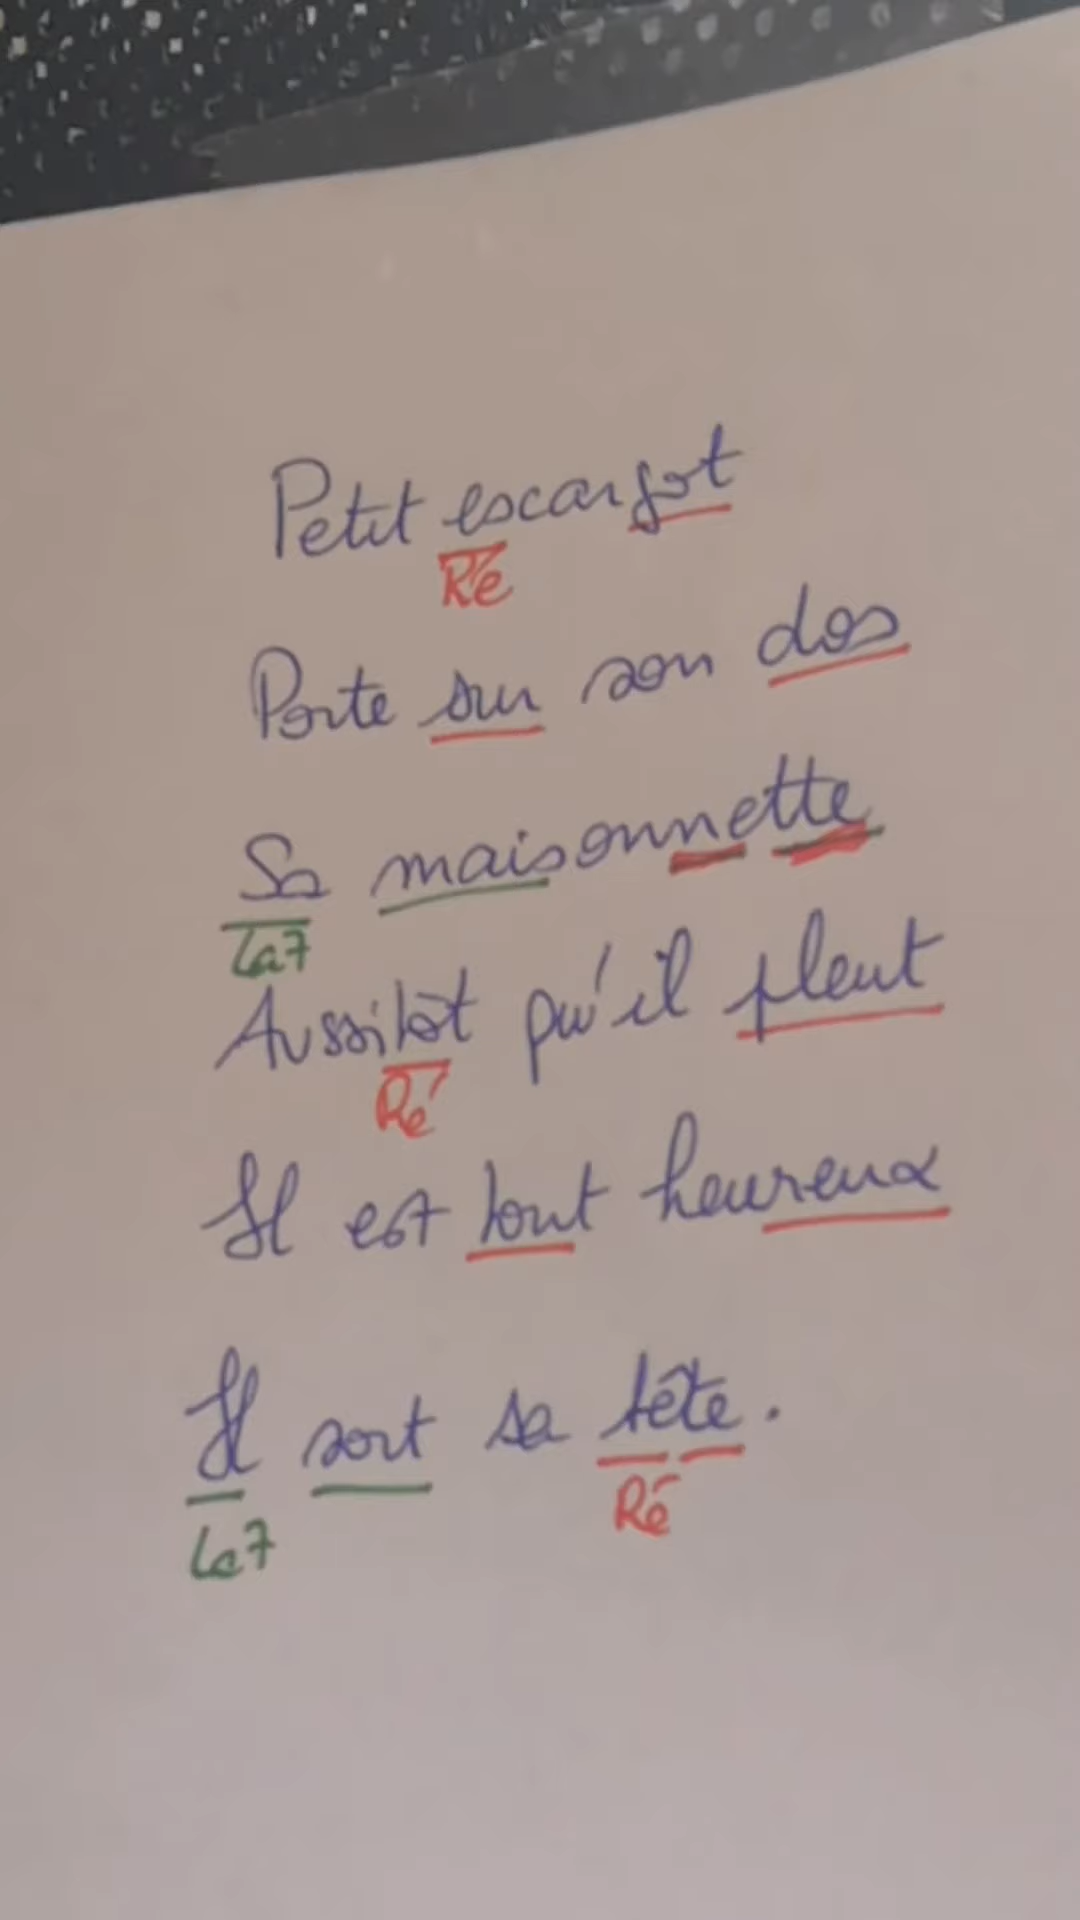 Petit escargot
Ré
Porte sur son dos
Sa maisonnette
La7
Aussitôt qu'il pleut
Ré
Il est tout heureux
Il sort sa tête.
La7 Ré